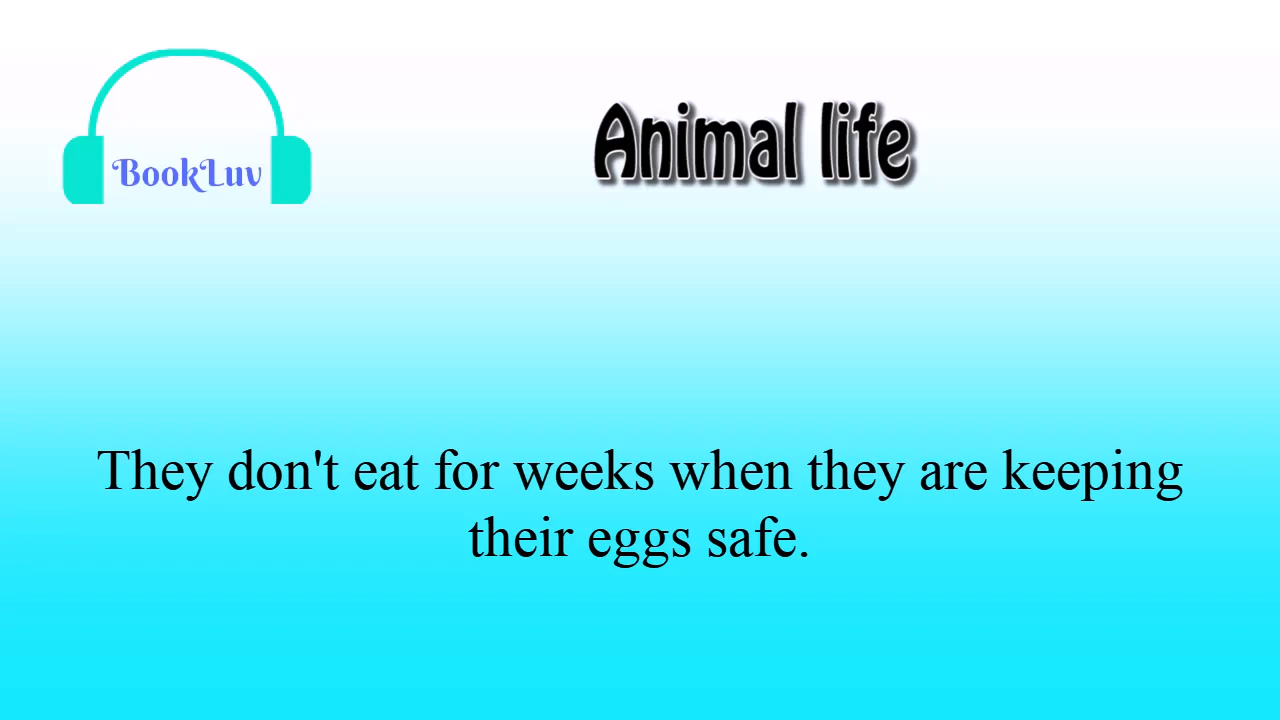 BookLuv
Animal life
They don't eat for weeks when they are keeping
their eggs safe.